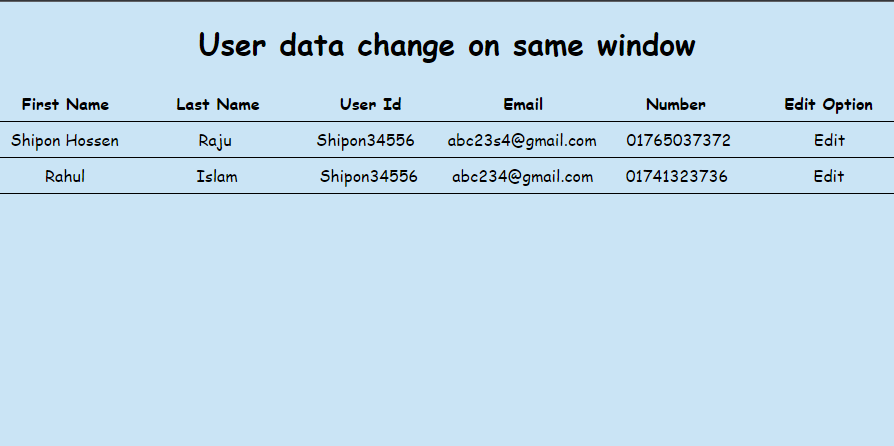 User data change on same window
First Name Last Name User Id Email Number Edit Option
Shipon Hossen Raju Shipon34556 abc23s4@gmail.com 01765037372 Edit
Rahul Islam Shipon34556 abc234@gmail.com 01741323736 Edit